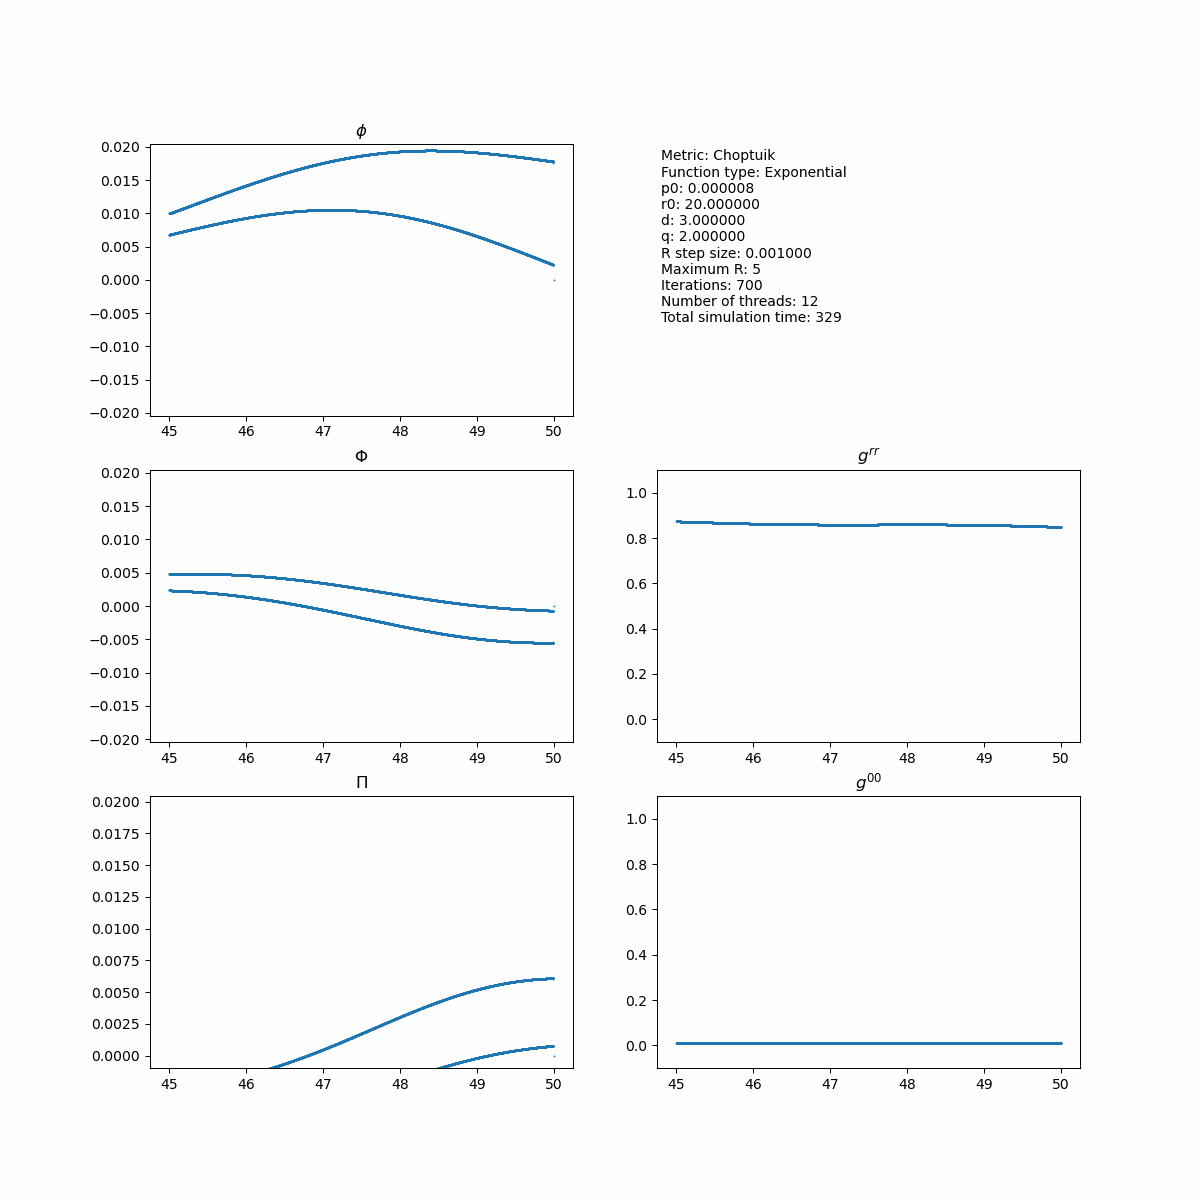 ϕ
0.020
0.015
0.010
0.005
0.000
−0.005
−0.010
−0.015
−0.020
45 46 47 48 49 50
Metric: Choptuik
Function type: Exponential
p0: 0.000008
r0: 20.000000
d: 3.000000
q: 2.000000
R step size: 0.001000
Maximum R: 5
Iterations: 700
Number of threads: 12
Total simulation time: 329
Φ
0.020
0.015
0.010
0.005
0.000
−0.005
−0.010
−0.015
−0.020
45 46 47 48 49 50
g^{rr}
1.0
0.8
0.6
0.4
0.2
0.0
45 46 47 48 49 50
Π
0.0200
0.0175
0.0150
0.0125
0.0100
0.0075
0.0050
0.0025
0.0000
45 46 47 48 49 50
g^{00}
1.0
0.8
0.6
0.4
0.2
0.0
45 46 47 48 49 50